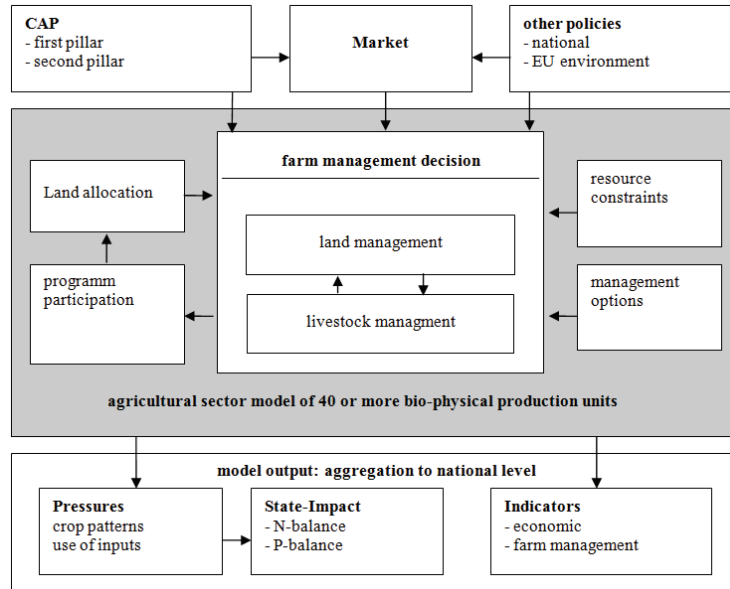 CAP
- first pillar
- second pillar
Market
other policies
- national
- EU environment
farm management decision
Land allocation
resource
constraints
land management
programm
participation
management
options
livestock managment
agricultural sector model of 40 or more bio-physical production units
model output: aggregation to national level
Pressures
crop patterns
use of inputs
State-Impact
- N-balance
- P-balance
Indicators
- economic
- farm management